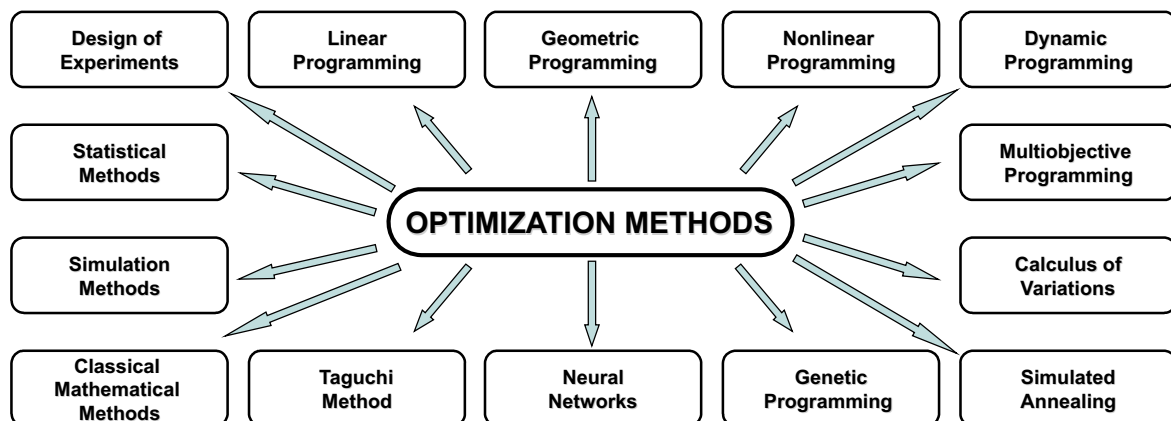 Design of
Experiments
Linear
Programming
Geometric
Programming
Nonlinear
Programming
Dynamic
Programming
Statistical
Methods
Multiobjective
Programming
OPTIMIZATION METHODS
Simulation
Methods
Calculus of
Variations
Classical
Mathematical
Methods
Taguchi
Method
Neural
Networks
Genetic
Programming
Simulated
Annealing